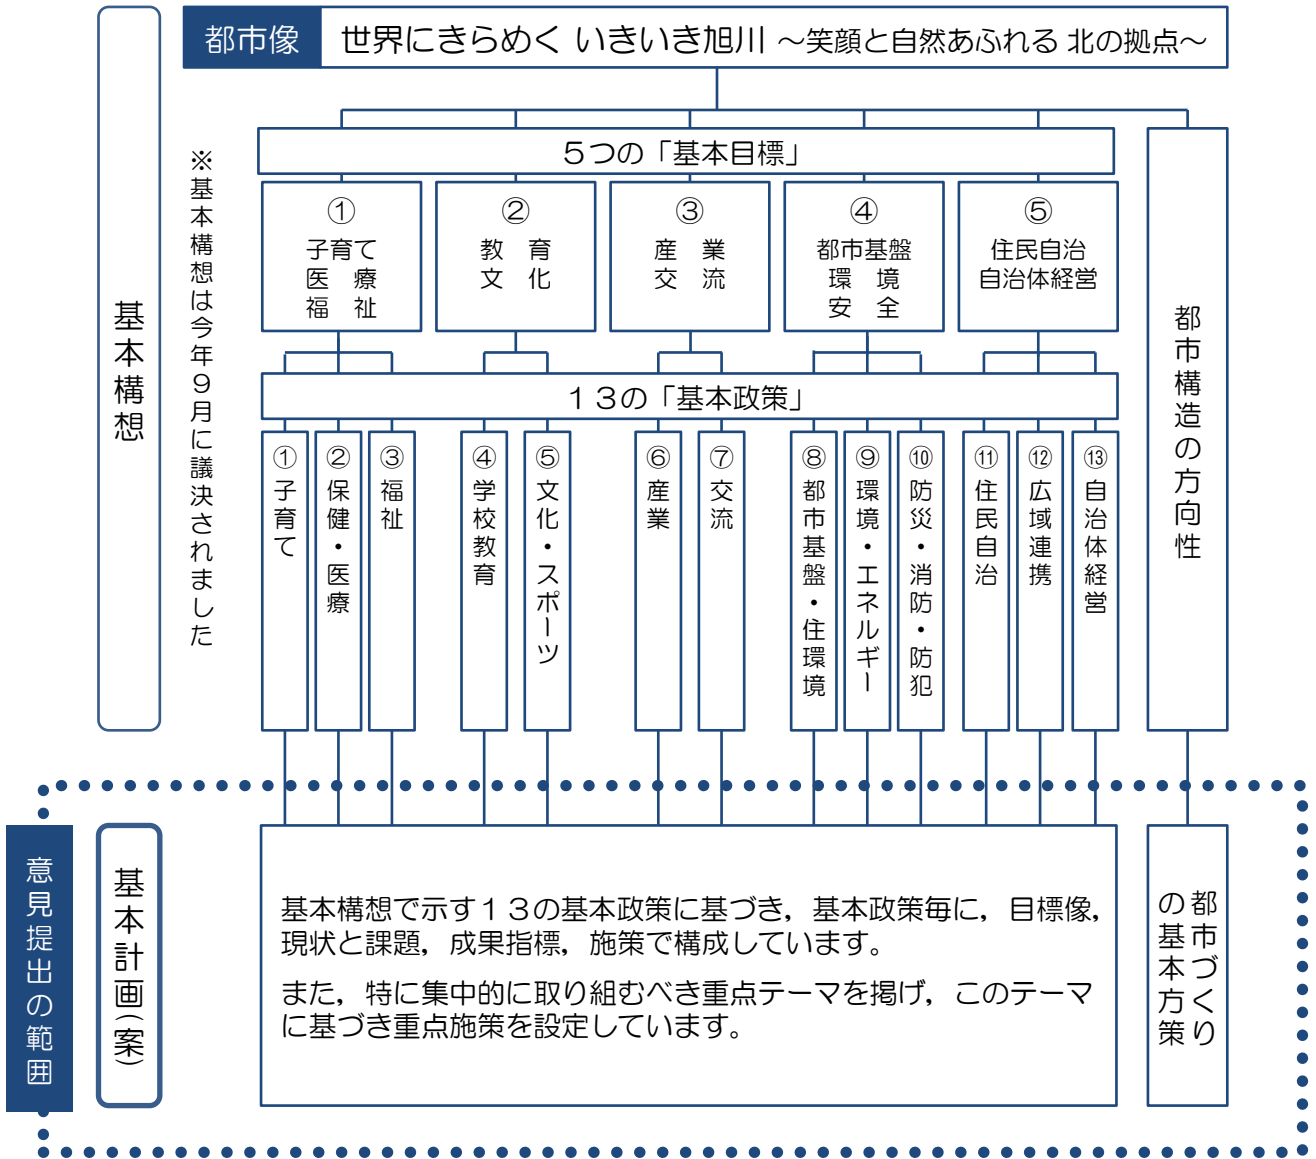 都市像
世界にきらめく いきいき旭川 ～笑顔と自然あふれる 北の拠点～
基本構想
※基本構想は今年９月に議決されました
５つの「基本目標」
①
子育て
医　療
福　祉
②
教　育
文　化
③
産　業
交　流
④
都市基盤
環　境
安　全
⑤
住民自治
自治体経営
都市構造の方向性
１３の「基本政策」
①子育て
②保健・医療
③福祉
④学校教育
⑤文化・スポーツ
⑥産業
⑦交流
⑧都市基盤・住環境
⑨環境・エネルギー
⑩防災・消防・防犯
⑪住民自治
⑫広域連携
⑬自治体経営
意見提出の範囲
基本計画（案）
基本構想で示す１３の基本政策に基づき，基本政策毎に，目標像，
現状と課題，成果指標，施策で構成しています。
また，特に集中的に取り組むべき重点テーマを掲げ，このテーマ
に基づき重点施策を設定しています。
都市づくり
の基本方策